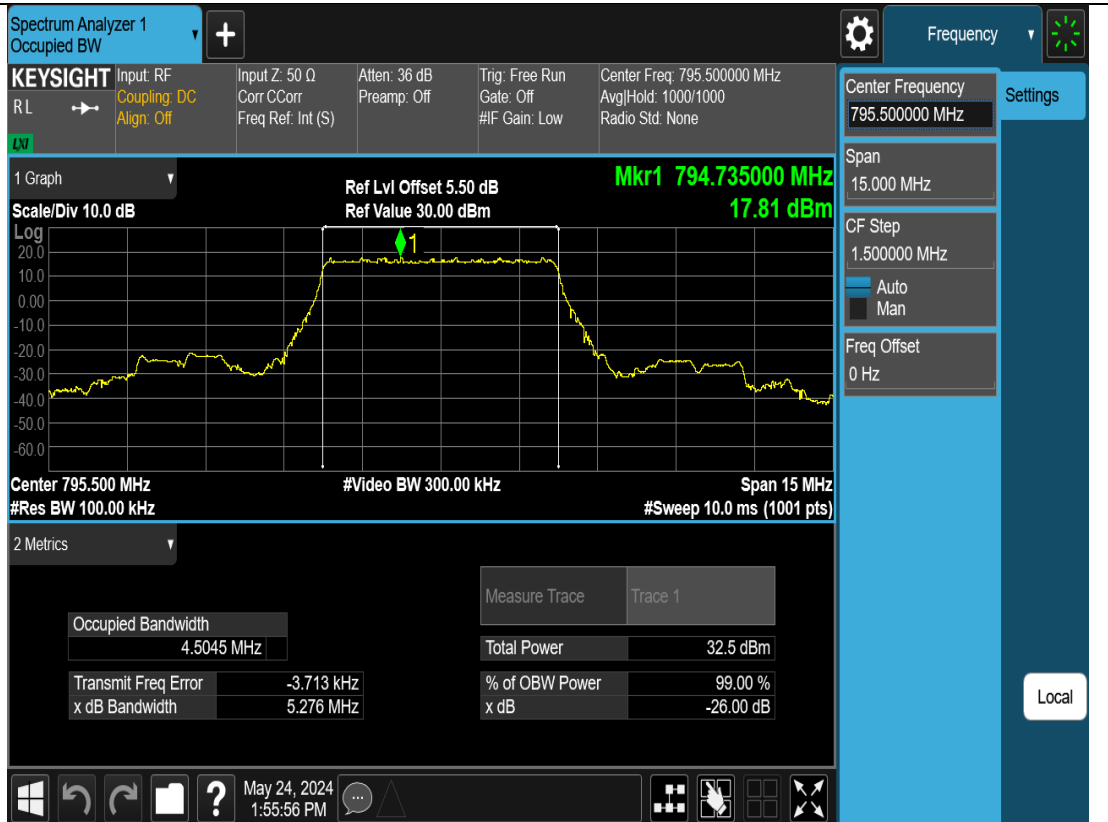 Spectrum Analyzer 1
Occupied BW
+
Frequency
KEYSIGHT
R L
LXI
Input: RF
Coupling: DC
Align: Off
Input Z: 50 Ω
Corr CCorr
Freq Ref: Int (S)
Atten: 36 dB
Preamp: Off
Trig: Free Run
Gate: Off
#IF Gain: Low
Center Freq: 795.500000 MHz
Avg|Hold: 1000/1000
Radio Std: None
Center Frequency
795.500000 MHz
Settings
Span
15.000 MHz
CF Step
1.500000 MHz
Auto
Man
Freq Offset
0 Hz
Local
1 Graph
Scale/Div 10.0 dB
Ref Lvl Offset 5.50 dB
Ref Value 30.00 dBm
Mkr1 794.735000 MHz
17.81 dBm
Log
1
20.0
10.0
0.00
-10.0
-20.0
-30.0
-40.0
-50.0
-60.0
Center 795.500 MHz
#Video BW 300.00 kHz
Span 15 MHz
#Res BW 100.00 kHz
#Sweep 10.0 ms (1001 pts)
2 Metrics
Measure Trace
Trace 1
Occupied Bandwidth
4.5045 MHz
Total Power
32.5 dBm
Transmit Freq Error
-3.713 kHz
% of OBW Power
99.00 %
x dB Bandwidth
5.276 MHz
x dB
-26.00 dB
?
May 24, 2024
1:55:56 PM